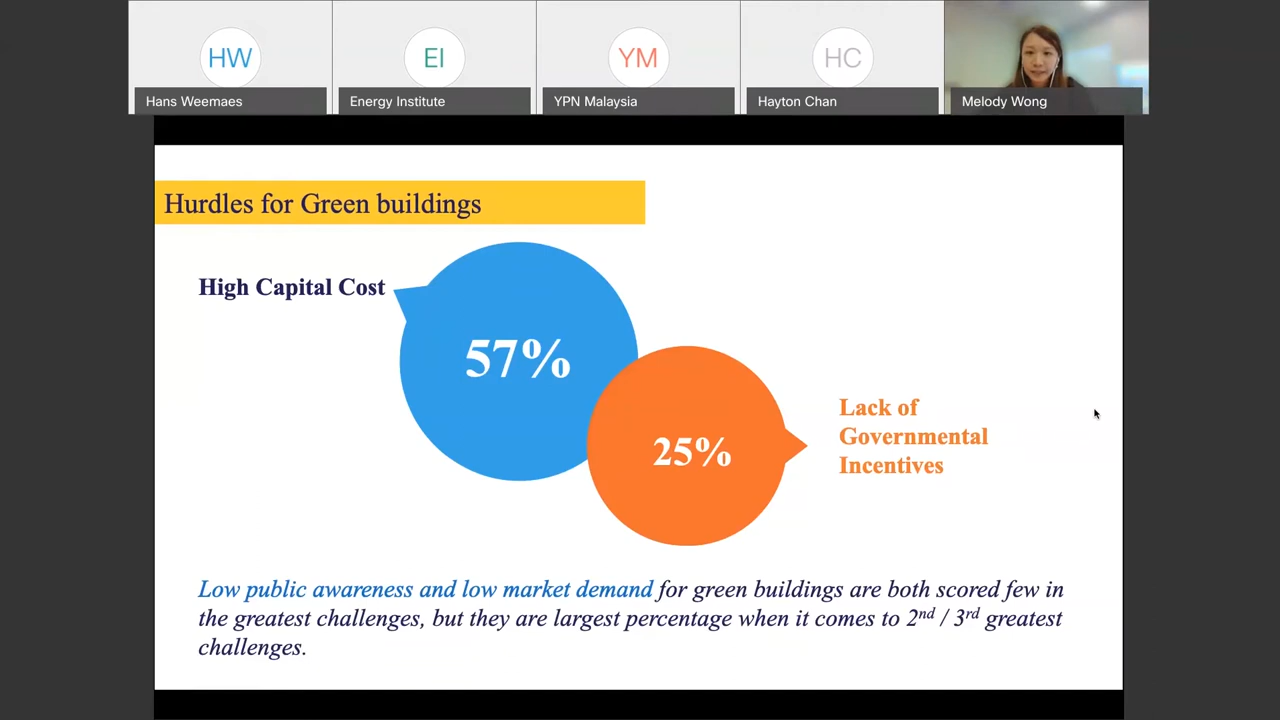 HW
EI
YM
HC
Hans Weemaes
Energy Institute
YPN Malaysia
Hayton Chan
Melody Wong
Hurdles for Green buildings
High Capital Cost
57%
25%
Lack of
Governmental
Incentives
Low public awareness and low market demand for green buildings are both scored few in
the greatest challenges, but they are largest percentage when it comes to 2nd / 3rd greatest
challenges.